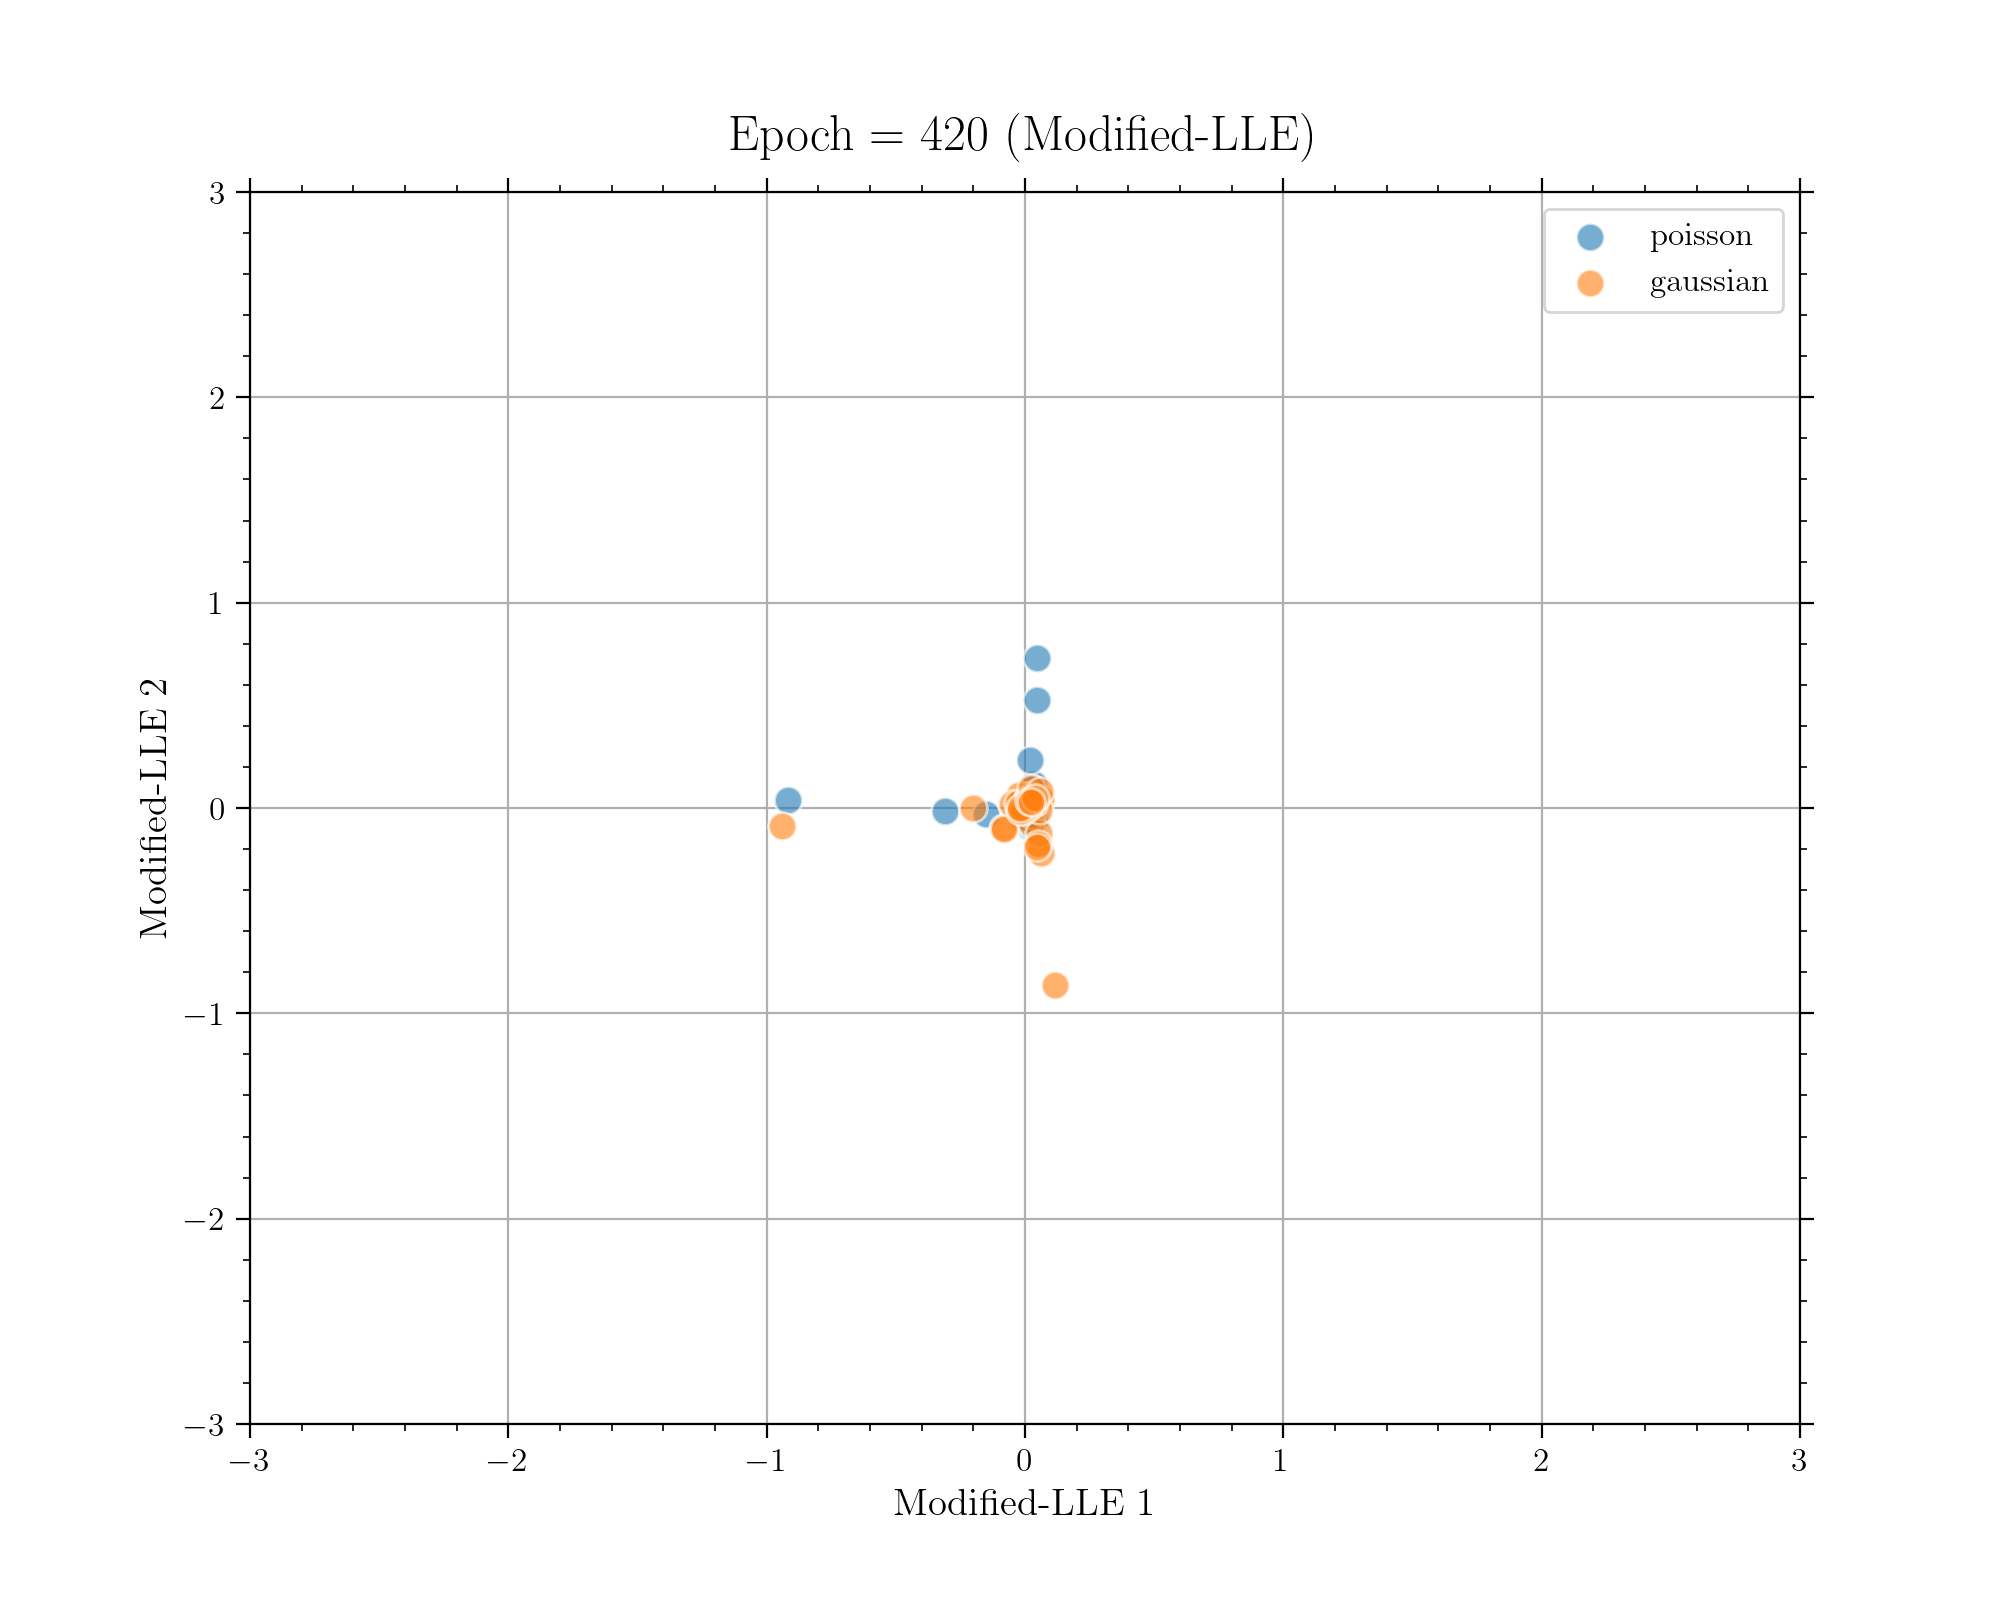 Epoch = 420 (Modified-LLE)
poisson
gaussian
3
2
1
0
−1
−2
−3
Modified-LLE 2
−3 −2 −1 0 1 2 3
Modified-LLE 1